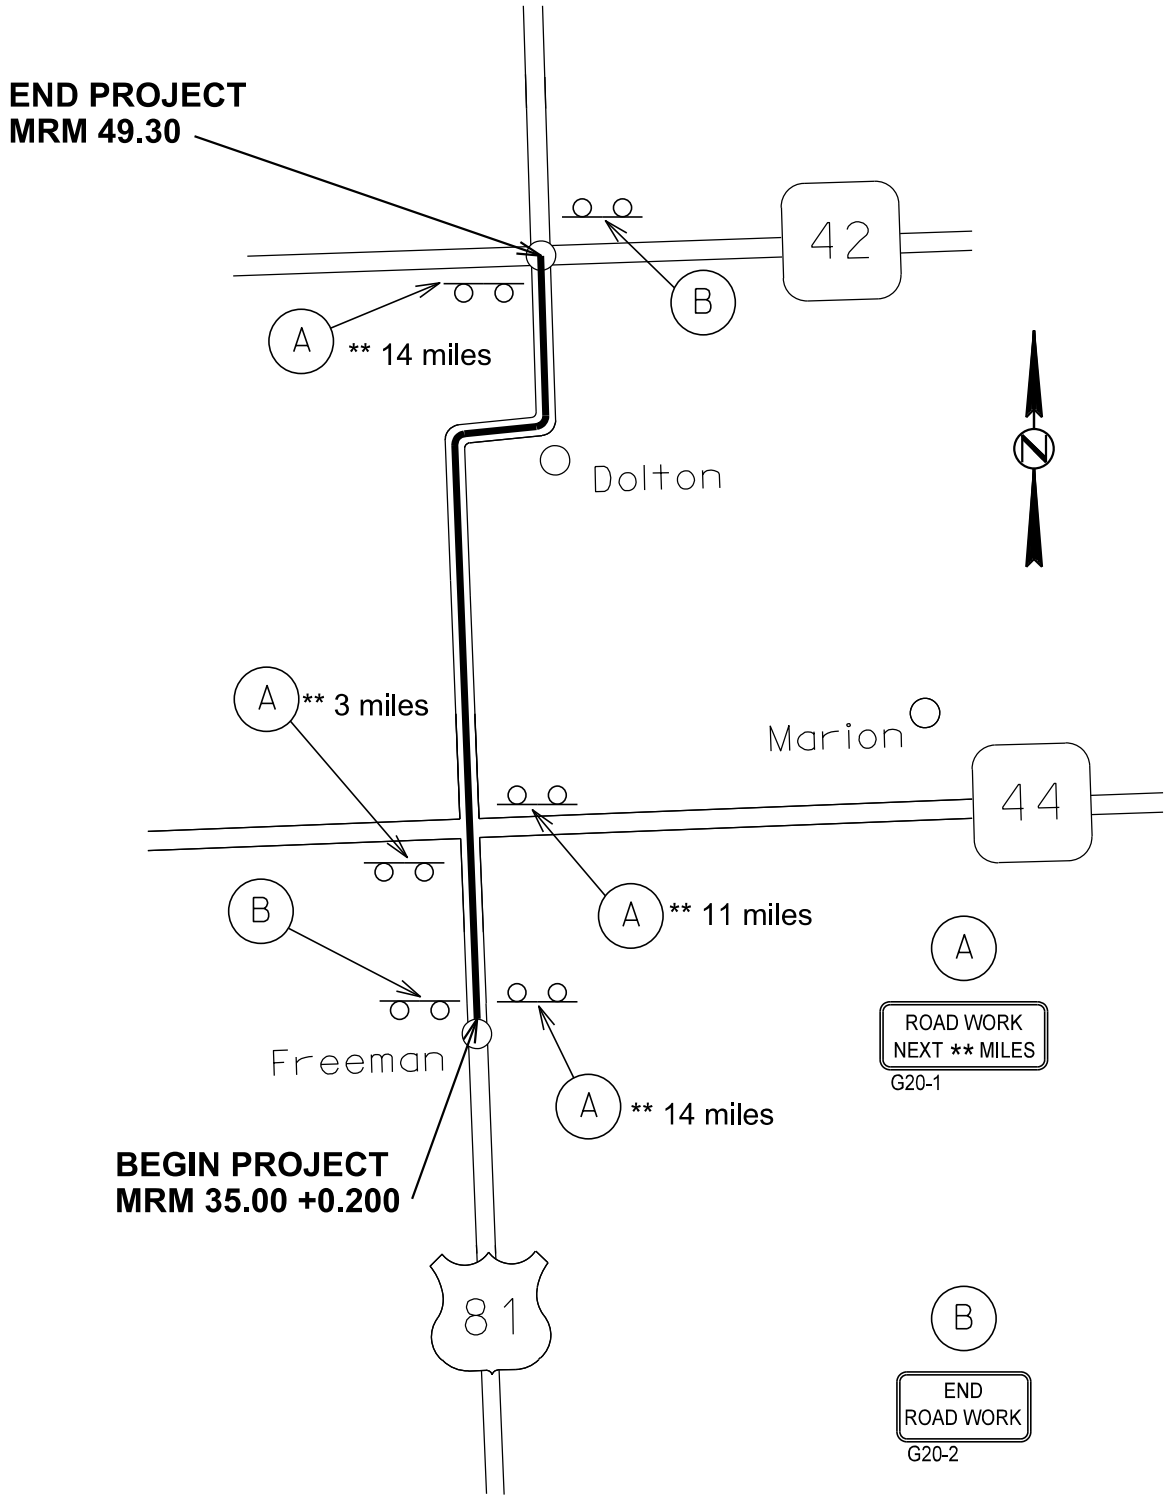 END PROJECT
MRM 49.30
42
B
A
** 14 miles
N
Dolton
A
** 3 miles
Marion
44
B
A
** 11 miles
A
ROAD WORK
NEXT ** MILES
G20-1
Freeman
A
** 14 miles
BEGIN PROJECT
MRM 35.00 +0.200
81
B
END
ROAD WORK
G20-2